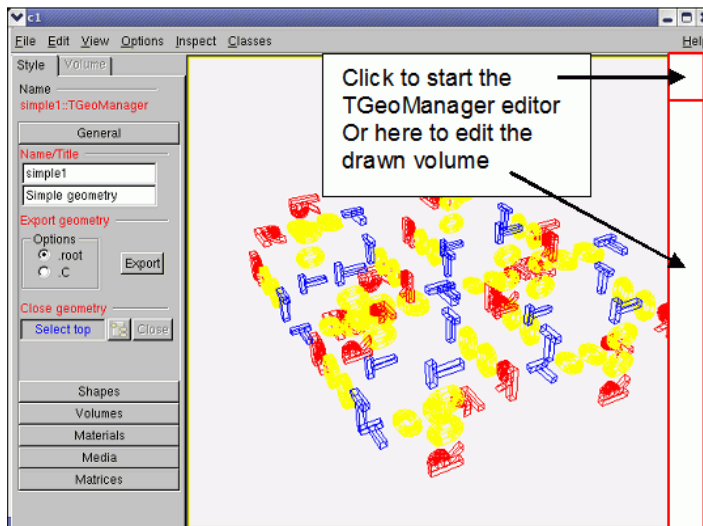 c1
File Edit View Options Inspect Classes Help
Style Volume
Name
simple1::TGeoManager
General
Name/Title
simple1
Simple geometry
Export geometry
Options
.root
.C
Export
Close geometry
Select top
Close
Shapes
Volumes
Materials
Media
Matrices
Click to start the
TGeoManager editor
Or here to edit the
drawn volume